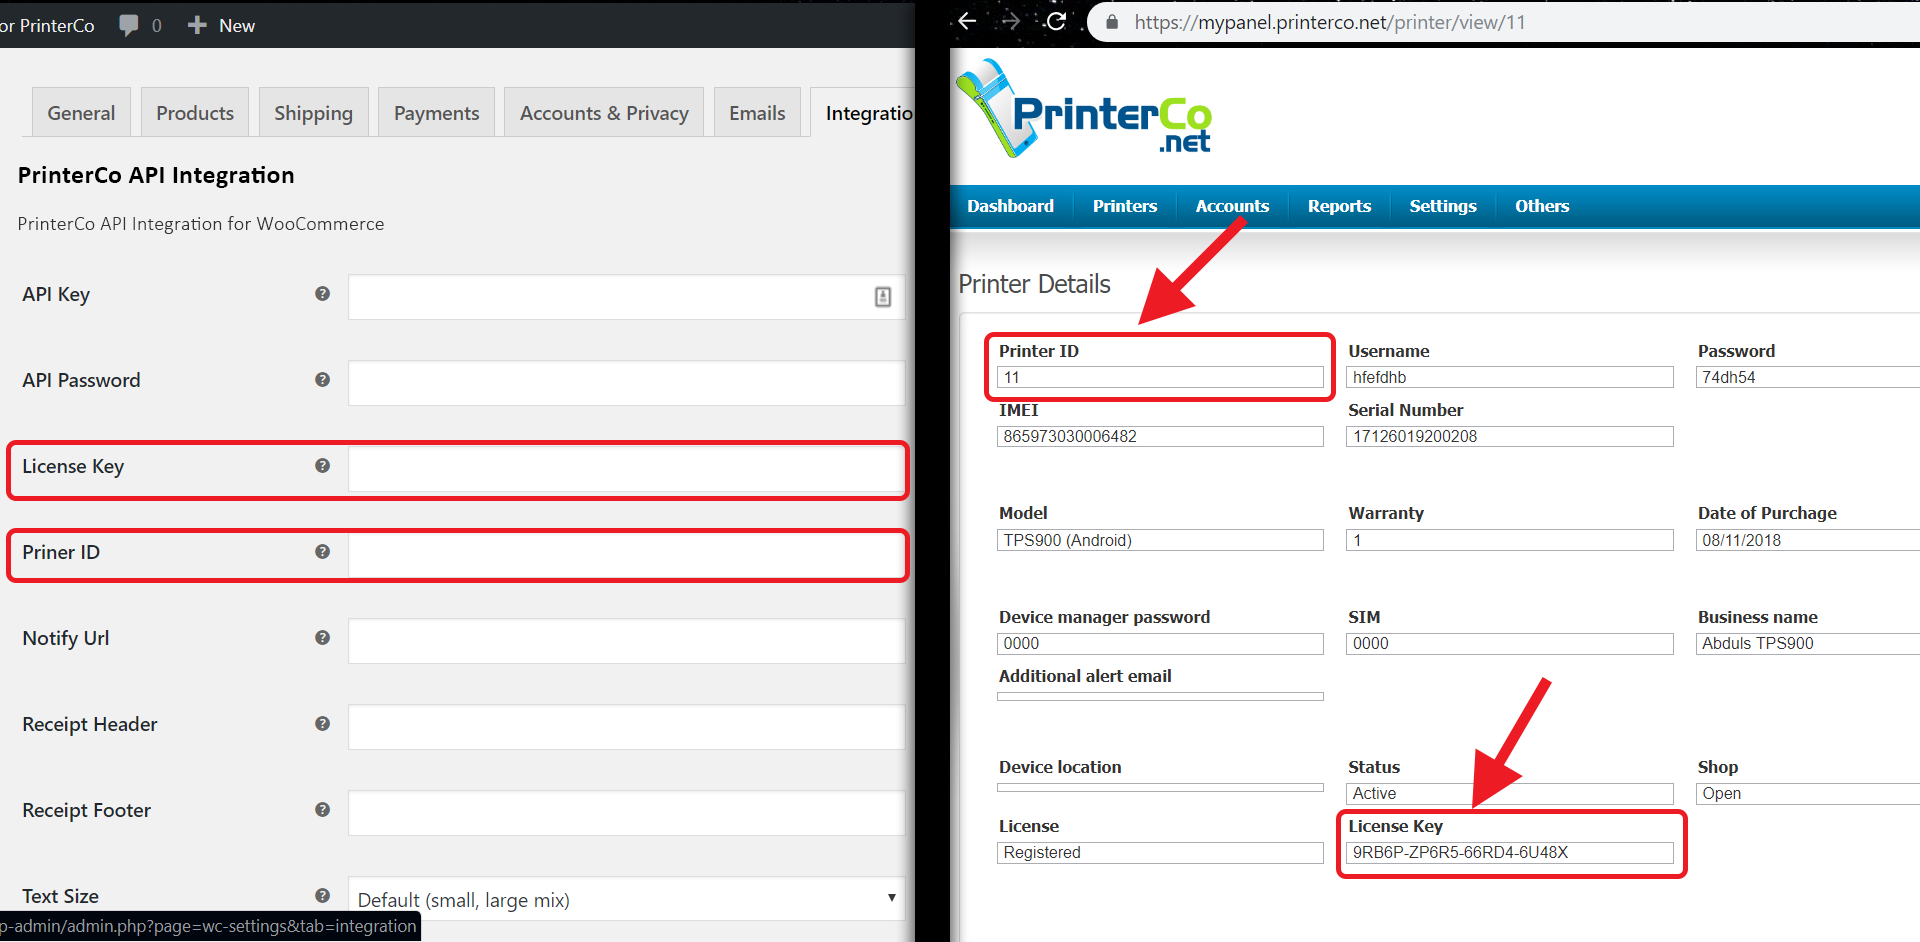 or PrinterCo 0 New
General Products Shipping Payments Accounts & Privacy Emails Integratio
PrinterCo API Integration
PrinterCo API Integration for WooCommerce
API Key
API Password
License Key
Priner ID
Notify Url
Receipt Header
Receipt Footer
Text Size Default (small, large mix)
p-admin/admin.php?page=wc-settings&tab=integration
https://mypanel.printerco.net/printer/view/11
PrinterCo
.net
Dashboard Printers Accounts Reports Settings Others
Printer Details
Printer ID Username Password
11 hfefdhb 74dh54
IMEI Serial Number
865973030006482 17126019200208
Model Warranty Date of Purchage
TPS900 (Android) 1 08/11/2018
Device manager password SIM Business name
0000 0000 Abduls TPS900
Additional alert email
Device location Status Shop
Active Open
License License Key
Registered 9RB6P-ZP6R5-66RD4-6U48X